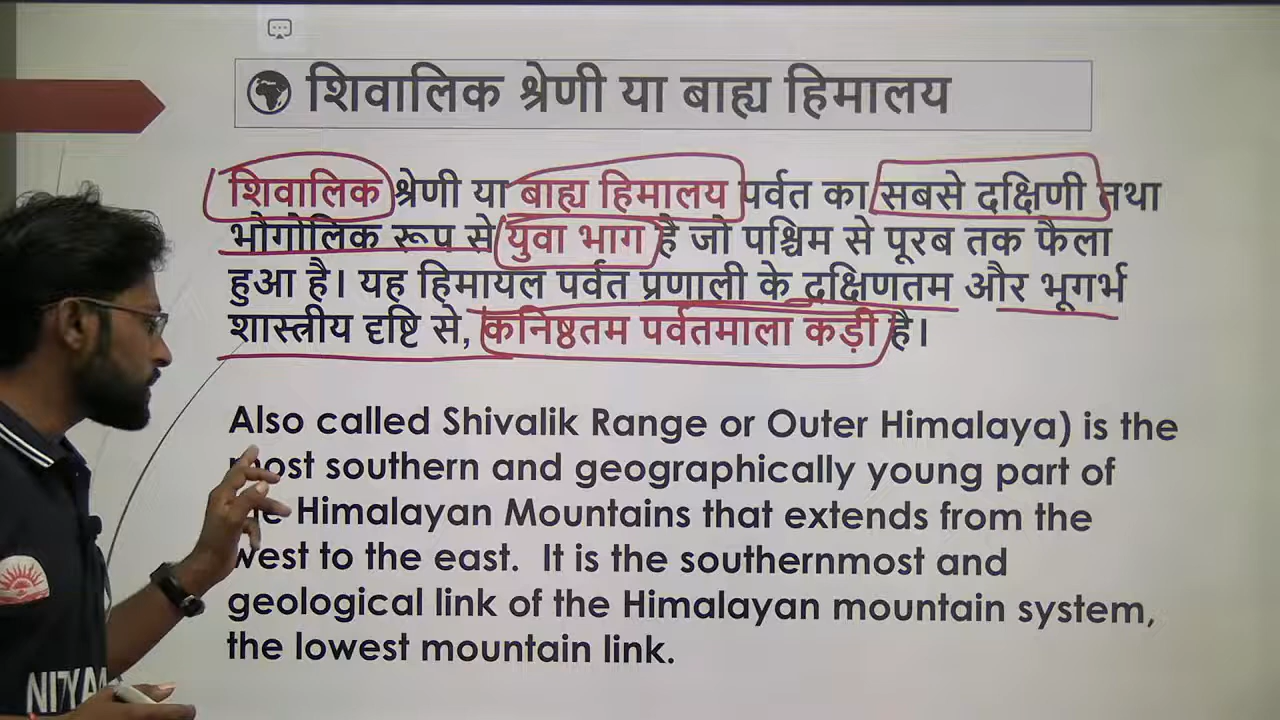 शिवालिक श्रेणी या बाह्य हिमालय
शिवालिक श्रेणी या बाह्य हिमालय पर्वत का सबसे दक्षिणी तथा
भोगोलिक रूप से युवा भाग है जो पश्चिम से पूरब तक फैला
हुआ है। यह हिमायल पर्वत प्रणाली के दक्षिणतम और भूगर्भ
शास्त्रीय दृष्टि से, कनिष्ठतम पर्वतमाला कड़ी है।
Also called Shivalik Range or Outer Himalaya) is the
most southern and geographically young part of
the Himalayan Mountains that extends from the
west to the east. It is the southernmost and
geological link of the Himalayan mountain system,
the lowest mountain link.